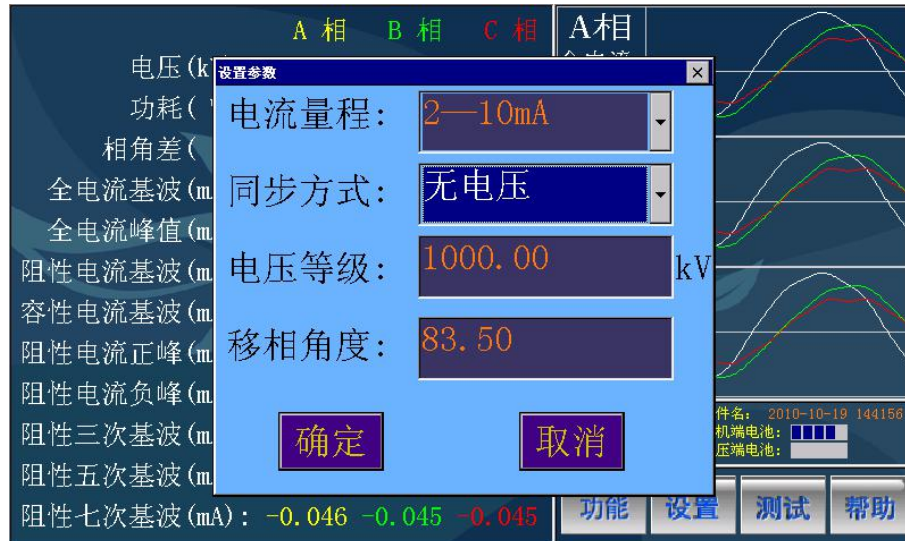 A 相 B 相 C 相
A相
电压(k
功耗(
相角差(
全电流基波(m
全电流峰值(m
阻性电流基波(m
容性电流基波(m
阻性电流正峰(m
阻性电流负峰(m
阻性三次基波(m
阻性五次基波(m
阻性七次基波(mA): -0.046 -0.045 -0.045
设置参数
电流量程: 2—10mA
同步方式: 无电压
电压等级: 1000.00 kV
移相角度: 83.50
确定 取消
件名: 2010-10-19 144156
机端电池:
压端电池:
功能 设置 测试 帮助